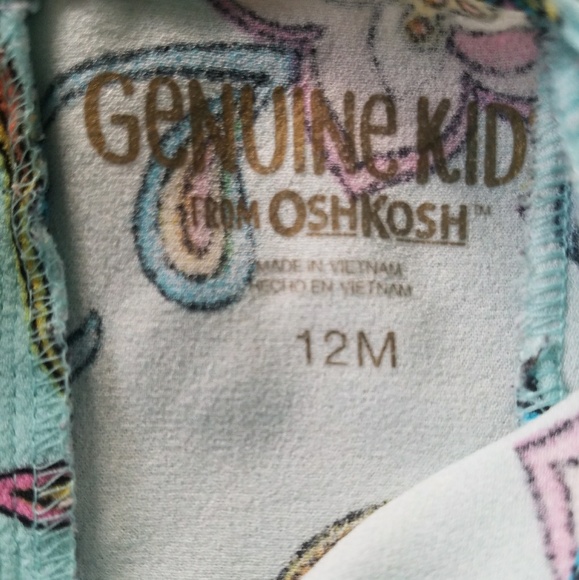 GENUINE KID
FROM OSHKOSH™
MADE IN VIETNAM
HECHO EN VIETNAM
12M